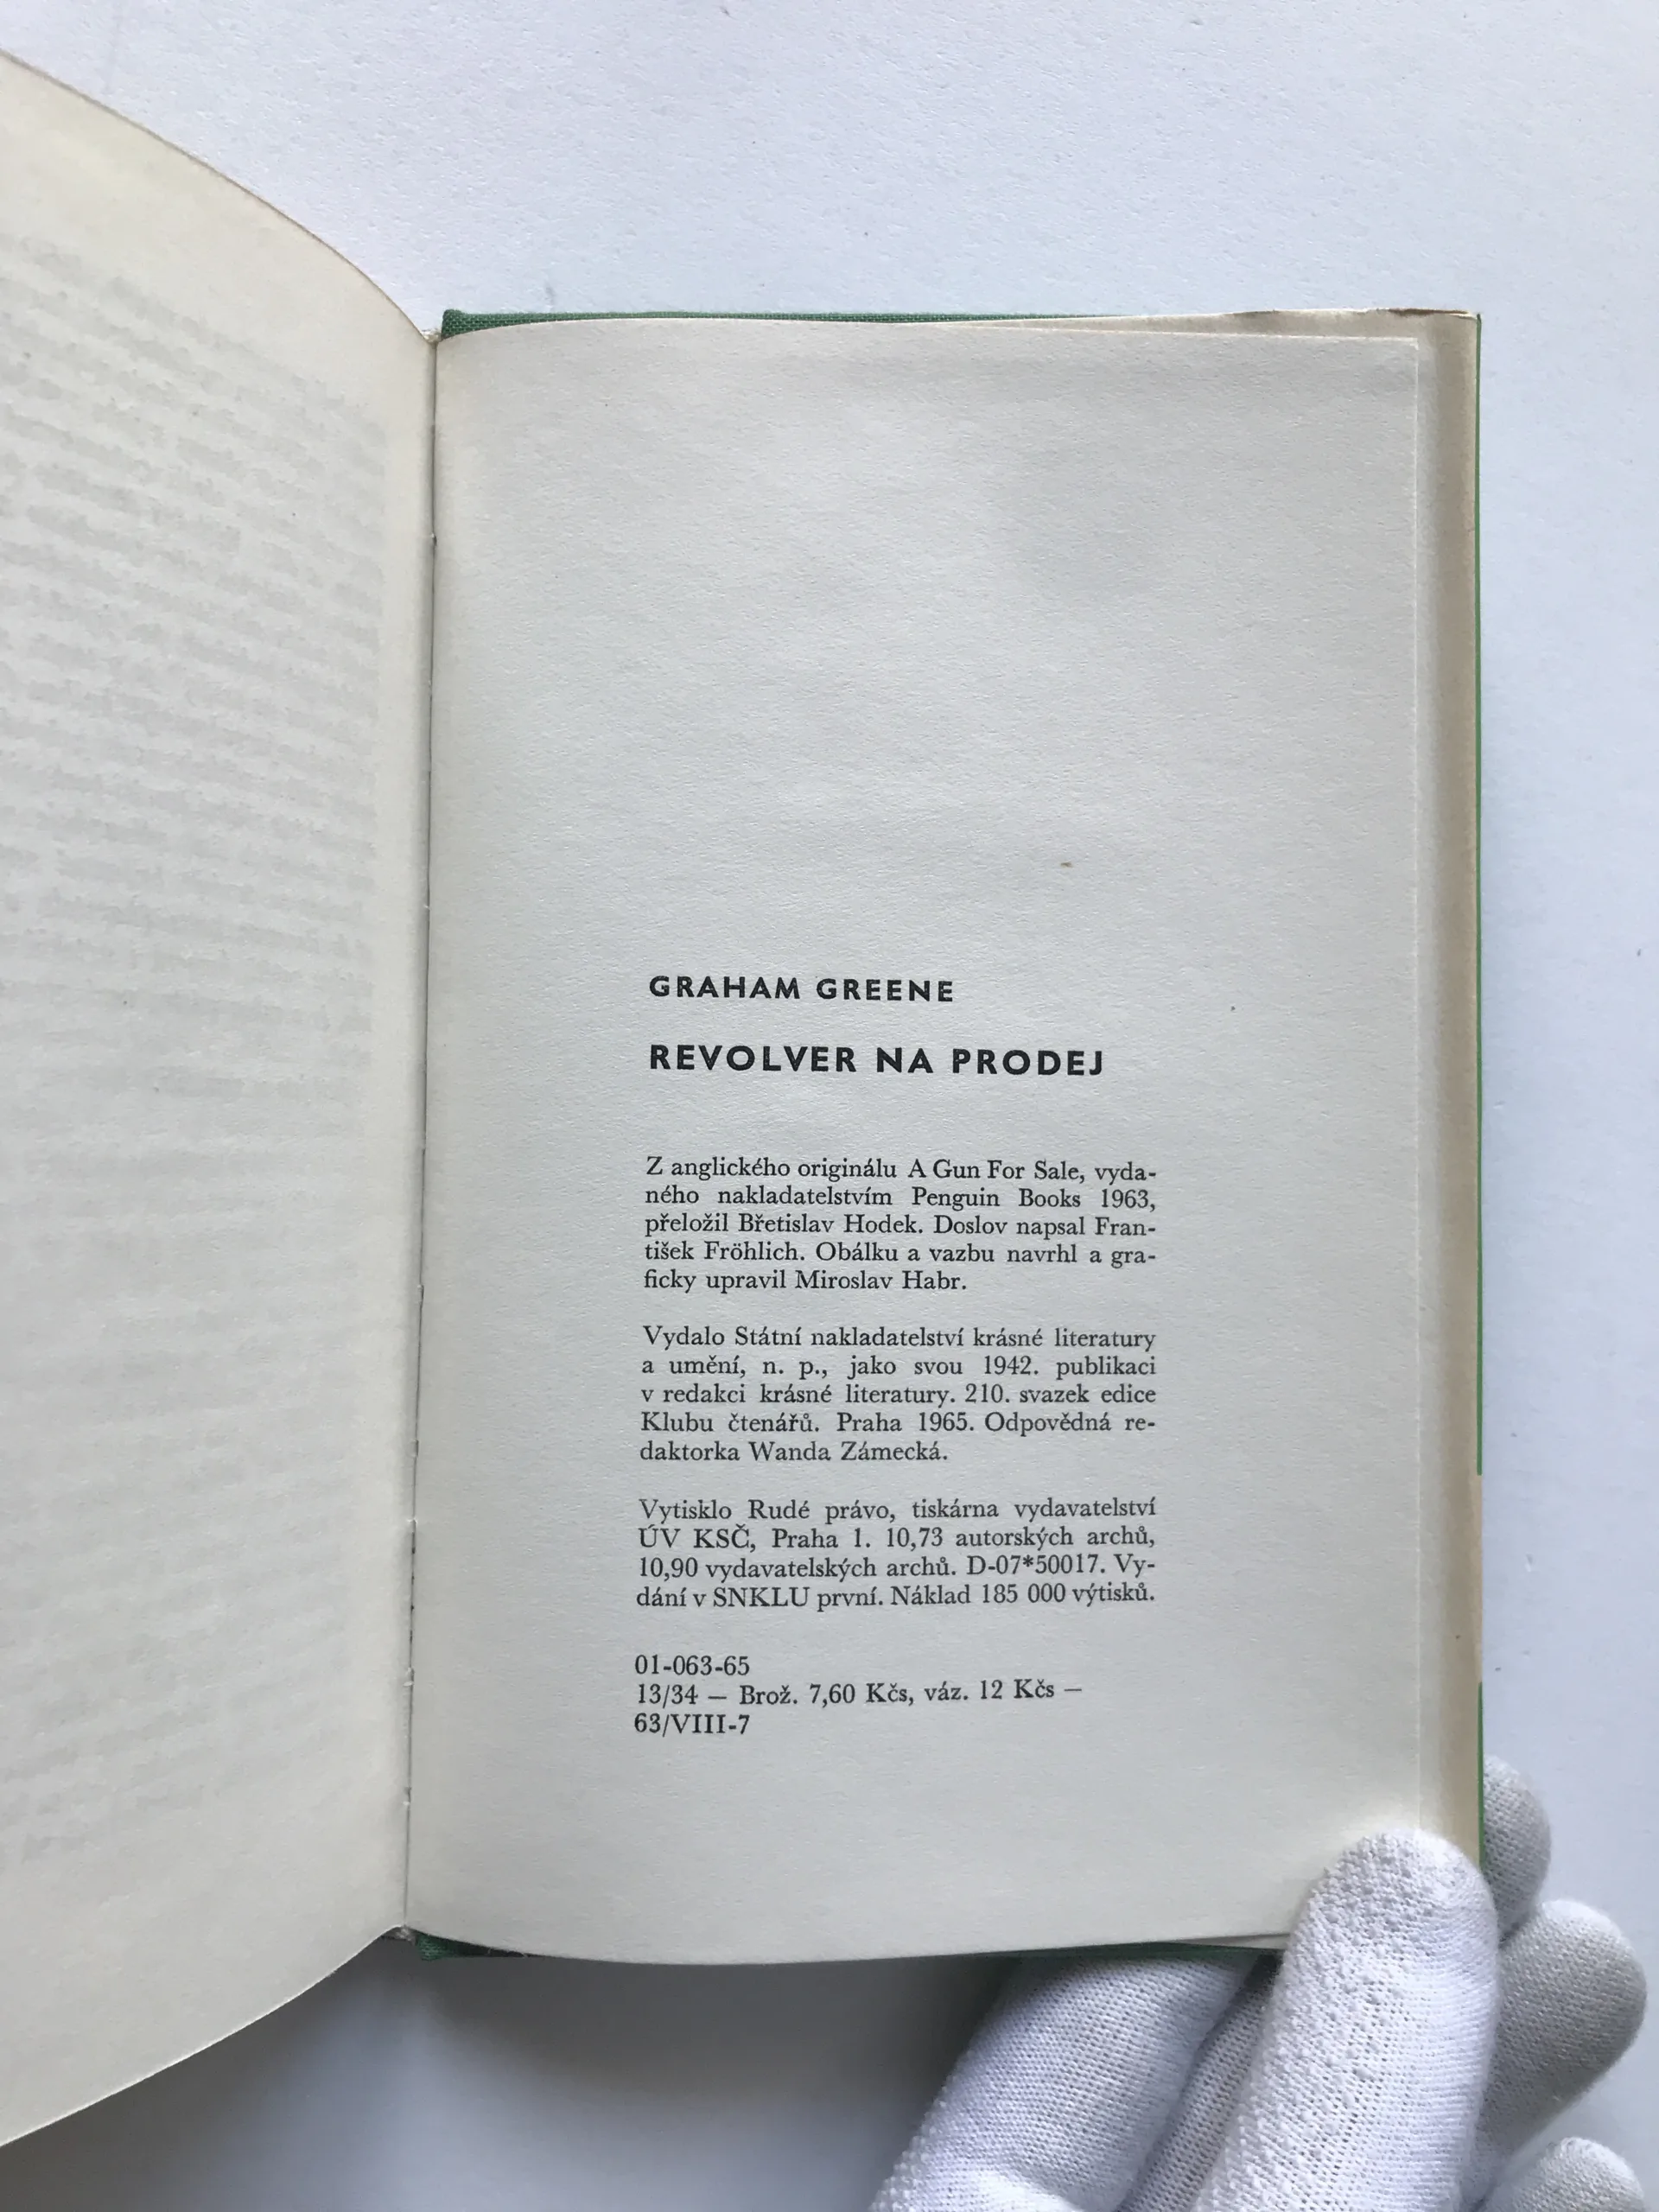 GRAHAM GREENE
REVOLVER NA PRODEJ
Z anglického originálu A Gun For Sale, vyda-
ného nakladatelstvím Penguin Books 1963,
přeložil Břetislav Hodek. Doslov napsal Fran-
tišek Fröhlich. Obálku a vazbu navrhl a gra-
ficky upravil Miroslav Habr.
Vydalo Státní nakladatelství krásné literatury
a umění, n. p., jako svou 1942. publikaci
v redakci krásné literatury. 210. svazek edice
Klubu čtenářů. Praha 1965. Odpovědná re-
daktorka Wanda Zámecká.
Vytisklo Rudé právo, tiskárna vydavatelství
ÚV KSČ, Praha 1. 10,73 autorských archů,
10,90 vydavatelských archů. D-07*50017. Vy-
dání v SNKLU první. Náklad 185 000 výtisků.
01-063-65
13/34 — Brož. 7,60 Kčs, váz. 12 Kčs —
63/VIII-7